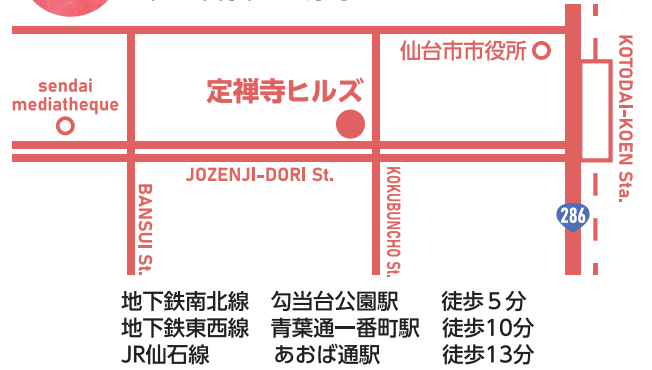 仙台市市役所
KOTODAI-KOEN Sta.
sendai
mediatheque
定禅寺ヒルズ
JOZENJI-DORI St.
BANSUI St.
KOKUBUNCHO St.
286
地下鉄南北線 勾当台公園駅 徒歩5分
地下鉄東西線 青葉通一番町駅 徒歩10分
JR仙石線 あおば通駅 徒歩13分